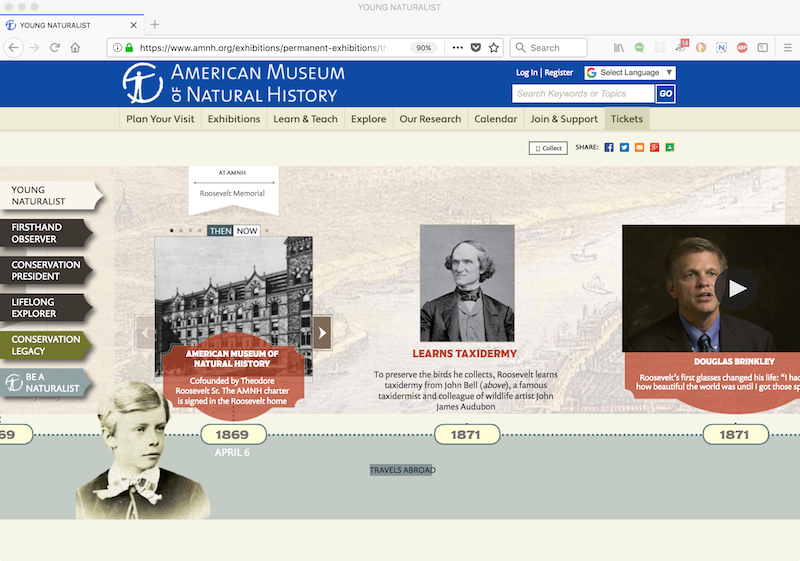 YOUNG NATURALIST
YOUNG NATURALIST
https://www.amnh.org/exhibitions/permanent-exhibitions/th
90%
Search
14
ABP
AMERICAN MUSEUM
OF NATURAL HISTORY
Log In | Register
G Select Language ▼
Search Keywords or Topics
GO
Plan Your Visit
Exhibitions
Learn & Teach
Explore
Our Research
Calendar
Join & Support
Tickets
Collect
SHARE:
AT AMNH
Roosevelt Memorial
YOUNG
NATURALIST
FIRSTHAND
OBSERVER
CONSERVATION
PRESIDENT
LIFELONG
EXPLORER
CONSERVATION
LEGACY
BE A
NATURALIST
THEN NOW
AMERICAN MUSEUM OF
NATURAL HISTORY
Cofounded by Theodore
Roosevelt Sr. The AMNH charter
is signed in the Roosevelt home
LEARNS TAXIDERMY
To preserve the birds he collects, Roosevelt learns
taxidermy from John Bell (above), a famous
taxidermist and colleague of wildlife artist John
James Audubon
DOUGLAS BRINKLEY
Roosevelt's first glasses changed his life: "I had
how beautiful the world was until I got those sp
69
1869
APRIL 6
1871
1871
TRAVELS ABROAD